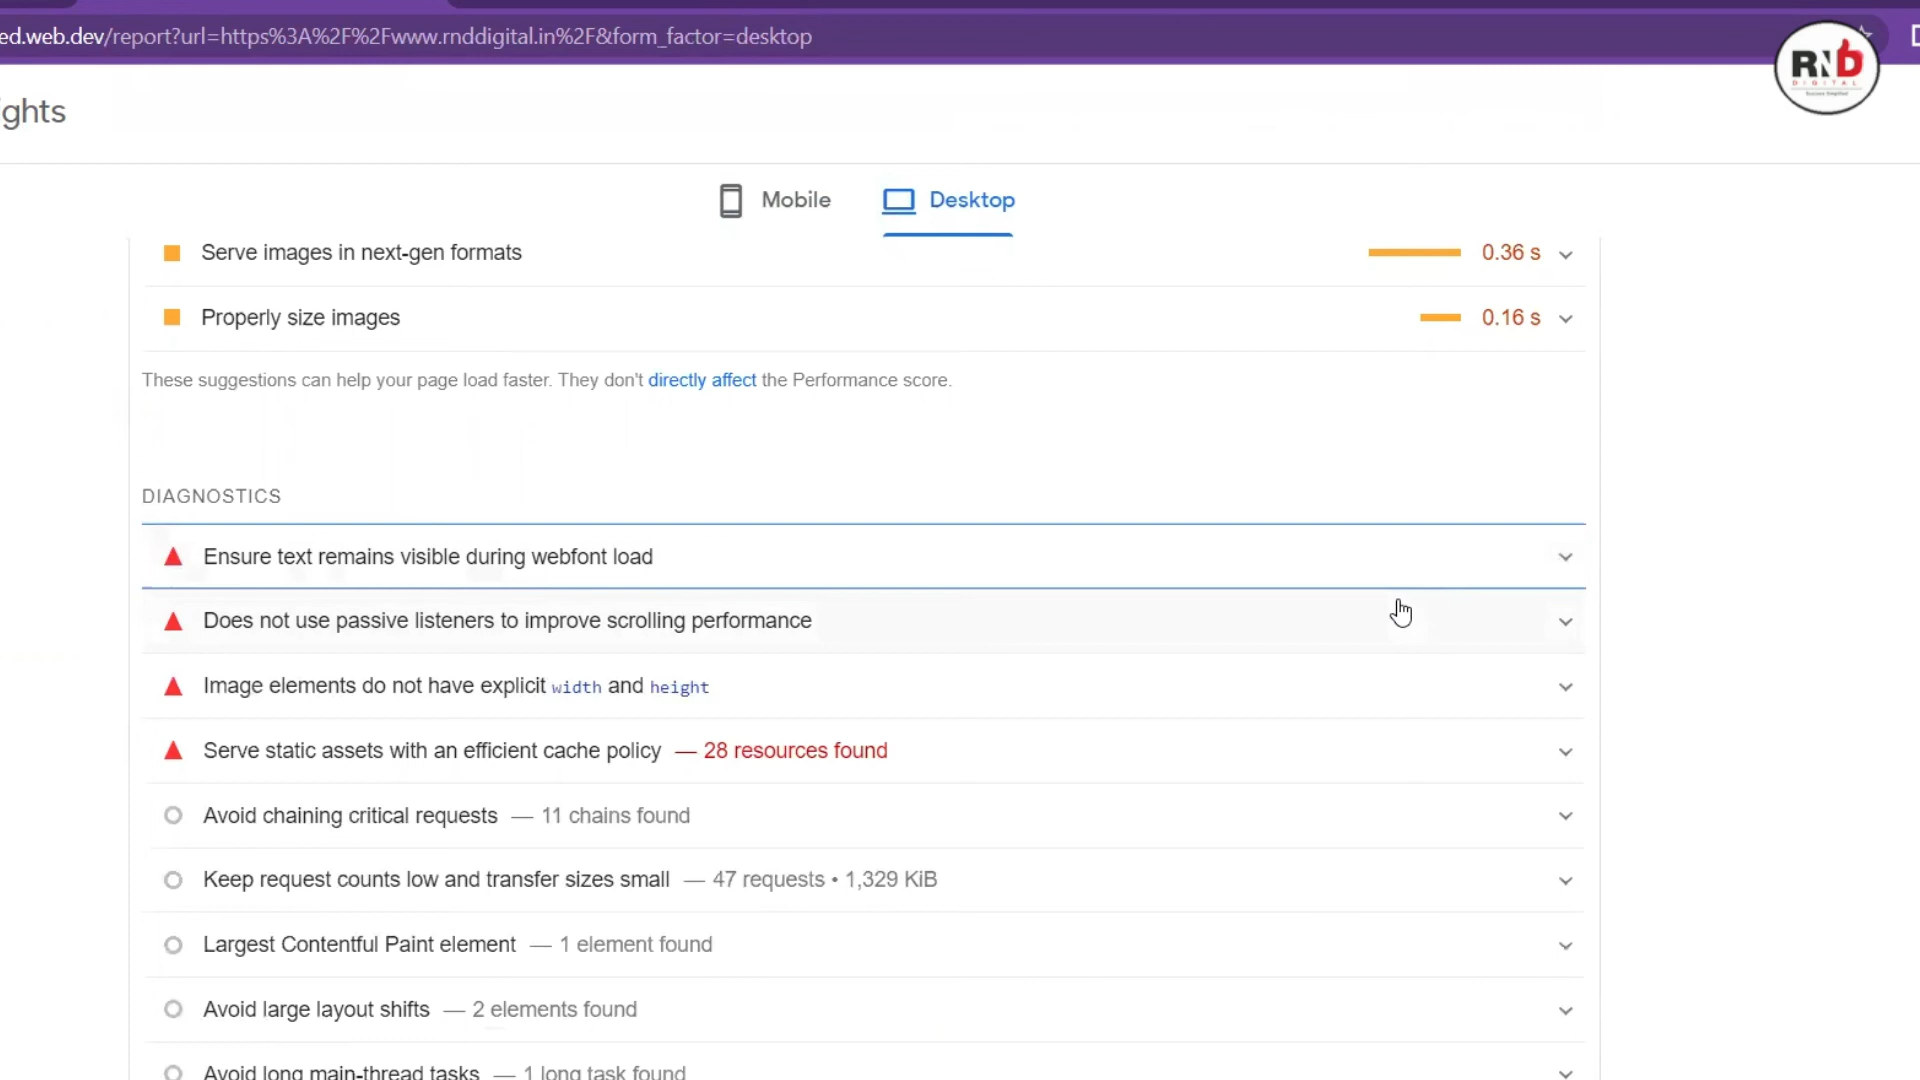 ed.web.dev/report?url=https%3A%2F%2Fwww.rnddigital.in%2F&form_factor=desktop
RND
DIGITAL
Success Simplified
ghts
Mobile Desktop
Serve images in next-gen formats 0.36 s
Properly size images 0.16 s
These suggestions can help your page load faster. They don't directly affect the Performance score.
DIAGNOSTICS
Ensure text remains visible during webfont load
Does not use passive listeners to improve scrolling performance
Image elements do not have explicit width and height
Serve static assets with an efficient cache policy — 28 resources found
Avoid chaining critical requests — 11 chains found
Keep request counts low and transfer sizes small — 47 requests • 1,329 KiB
Largest Contentful Paint element — 1 element found
Avoid large layout shifts — 2 elements found
Avoid long main-thread tasks — 1 long task found